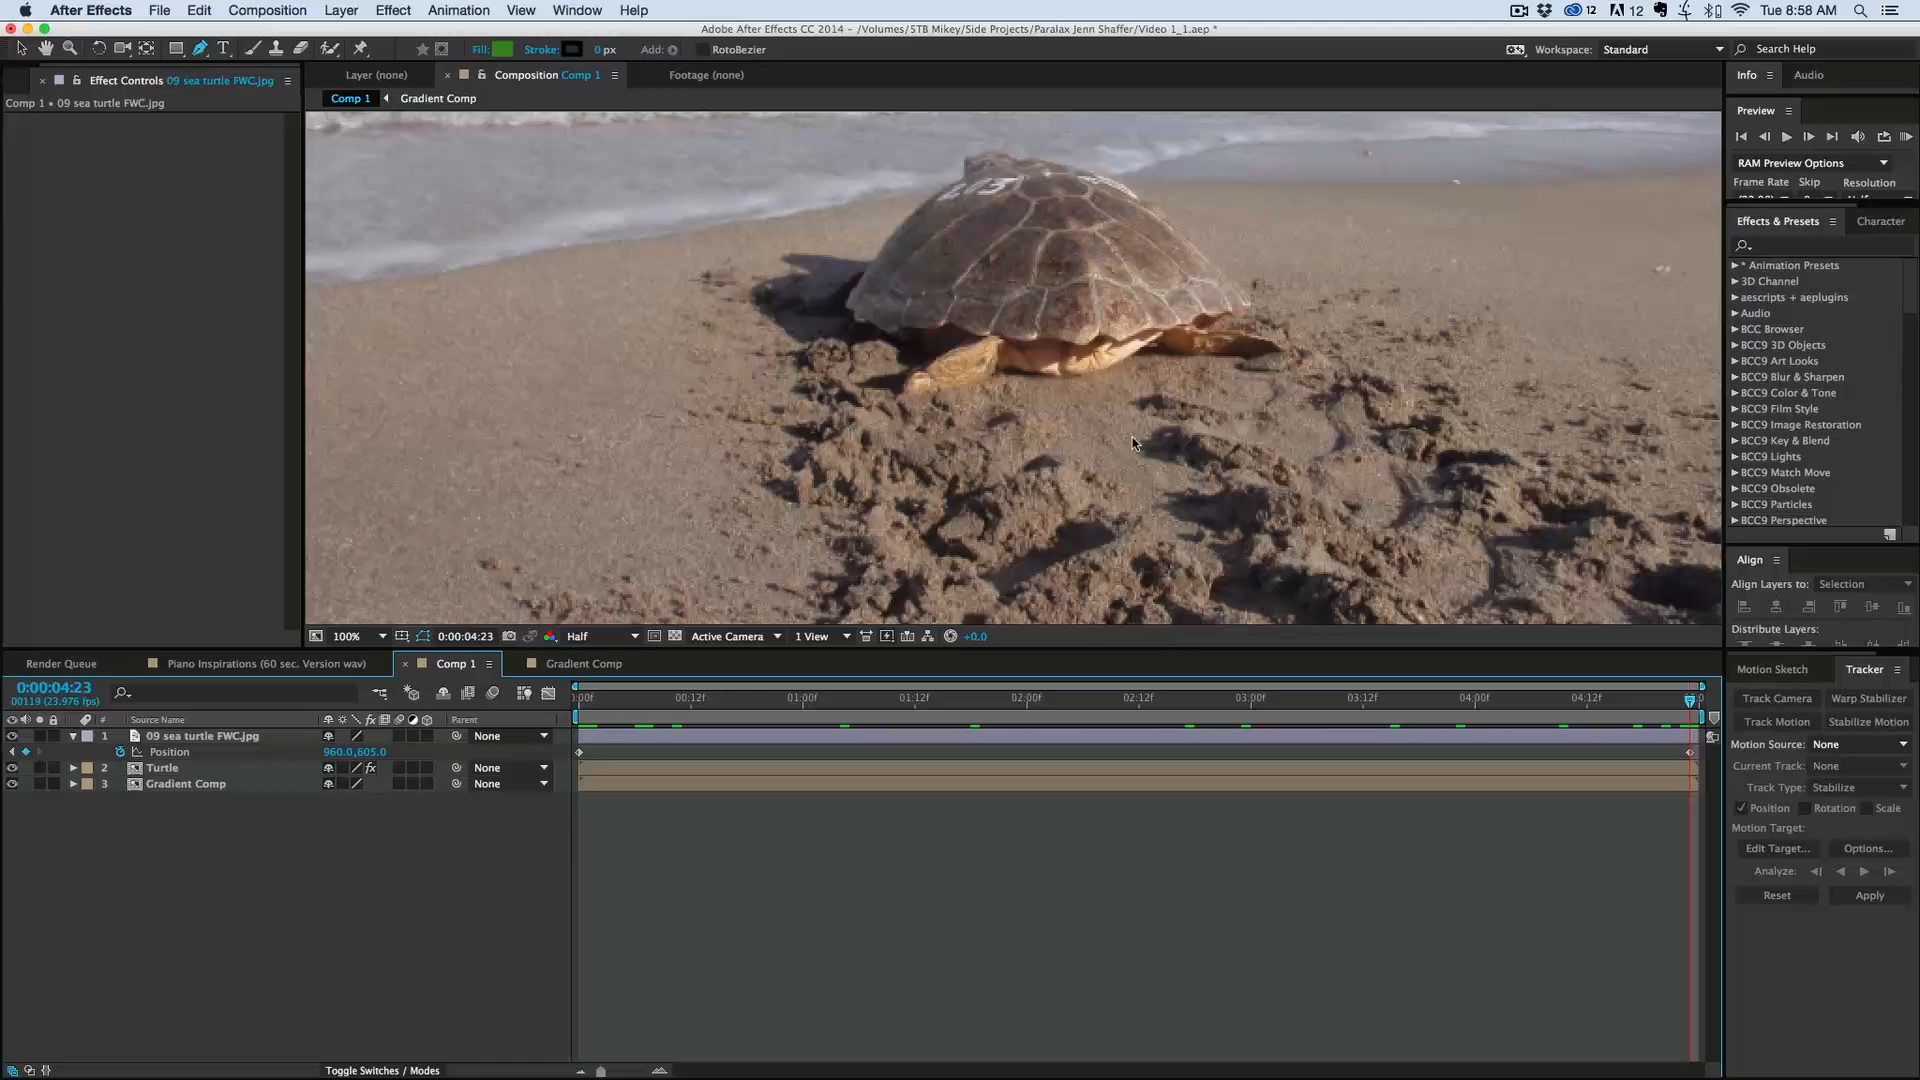 After Effects File Edit Composition Layer Effect Animation View Window Help 12 12 Tue 8:58 AM
Adobe After Effects CC 2014 - /Volumes/5TB Mikey/Side Projects/Paralax Jenn Shaffer/Video 1_1.aep *
Fill: Stroke: 0 px Add: RotoBezier Workspace: Standard Search Help
Effect Controls 09 sea turtle FWC.jpg Layer (none) Composition Comp 1 Footage (none) Info Audio
Comp 1 • 09 sea turtle FWC.jpg Comp 1 Gradient Comp
Preview
RAM Preview Options
Frame Rate Skip Resolution
Effects & Presets Character
* Animation Presets
3D Channel
aescripts + aeplugins
Audio
BCC Browser
BCC9 3D Objects
BCC9 Art Looks
BCC9 Blur & Sharpen
BCC9 Color & Tone
BCC9 Film Style
BCC9 Image Restoration
BCC9 Key & Blend
BCC9 Lights
BCC9 Match Move
BCC9 Obsolete
BCC9 Particles
BCC9 Perspective
Align
Align Layers to: Selection
Distribute Layers:
100% 0:00:04:23 Half Active Camera 1 View +0.0
Render Queue Piano Inspirations (60 sec. Version wav) Comp 1 Gradient Comp
0:00:04:23
00119 (23.976 fps)
:00f 00:12f 01:00f 01:12f 02:00f 02:12f 03:00f 03:12f 04:00f 04:12f
# Source Name Parent
1 09 sea turtle FWC.jpg None
Position 960.0,605.0
2 Turtle fx None
3 Gradient Comp None
Motion Sketch Tracker
Track Camera Warp Stabilizer
Track Motion Stabilize Motion
Motion Source: None
Current Track: None
Track Type: Stabilize
Position Rotation Scale
Motion Target:
Edit Target... Options...
Analyze:
Reset Apply
Toggle Switches / Modes